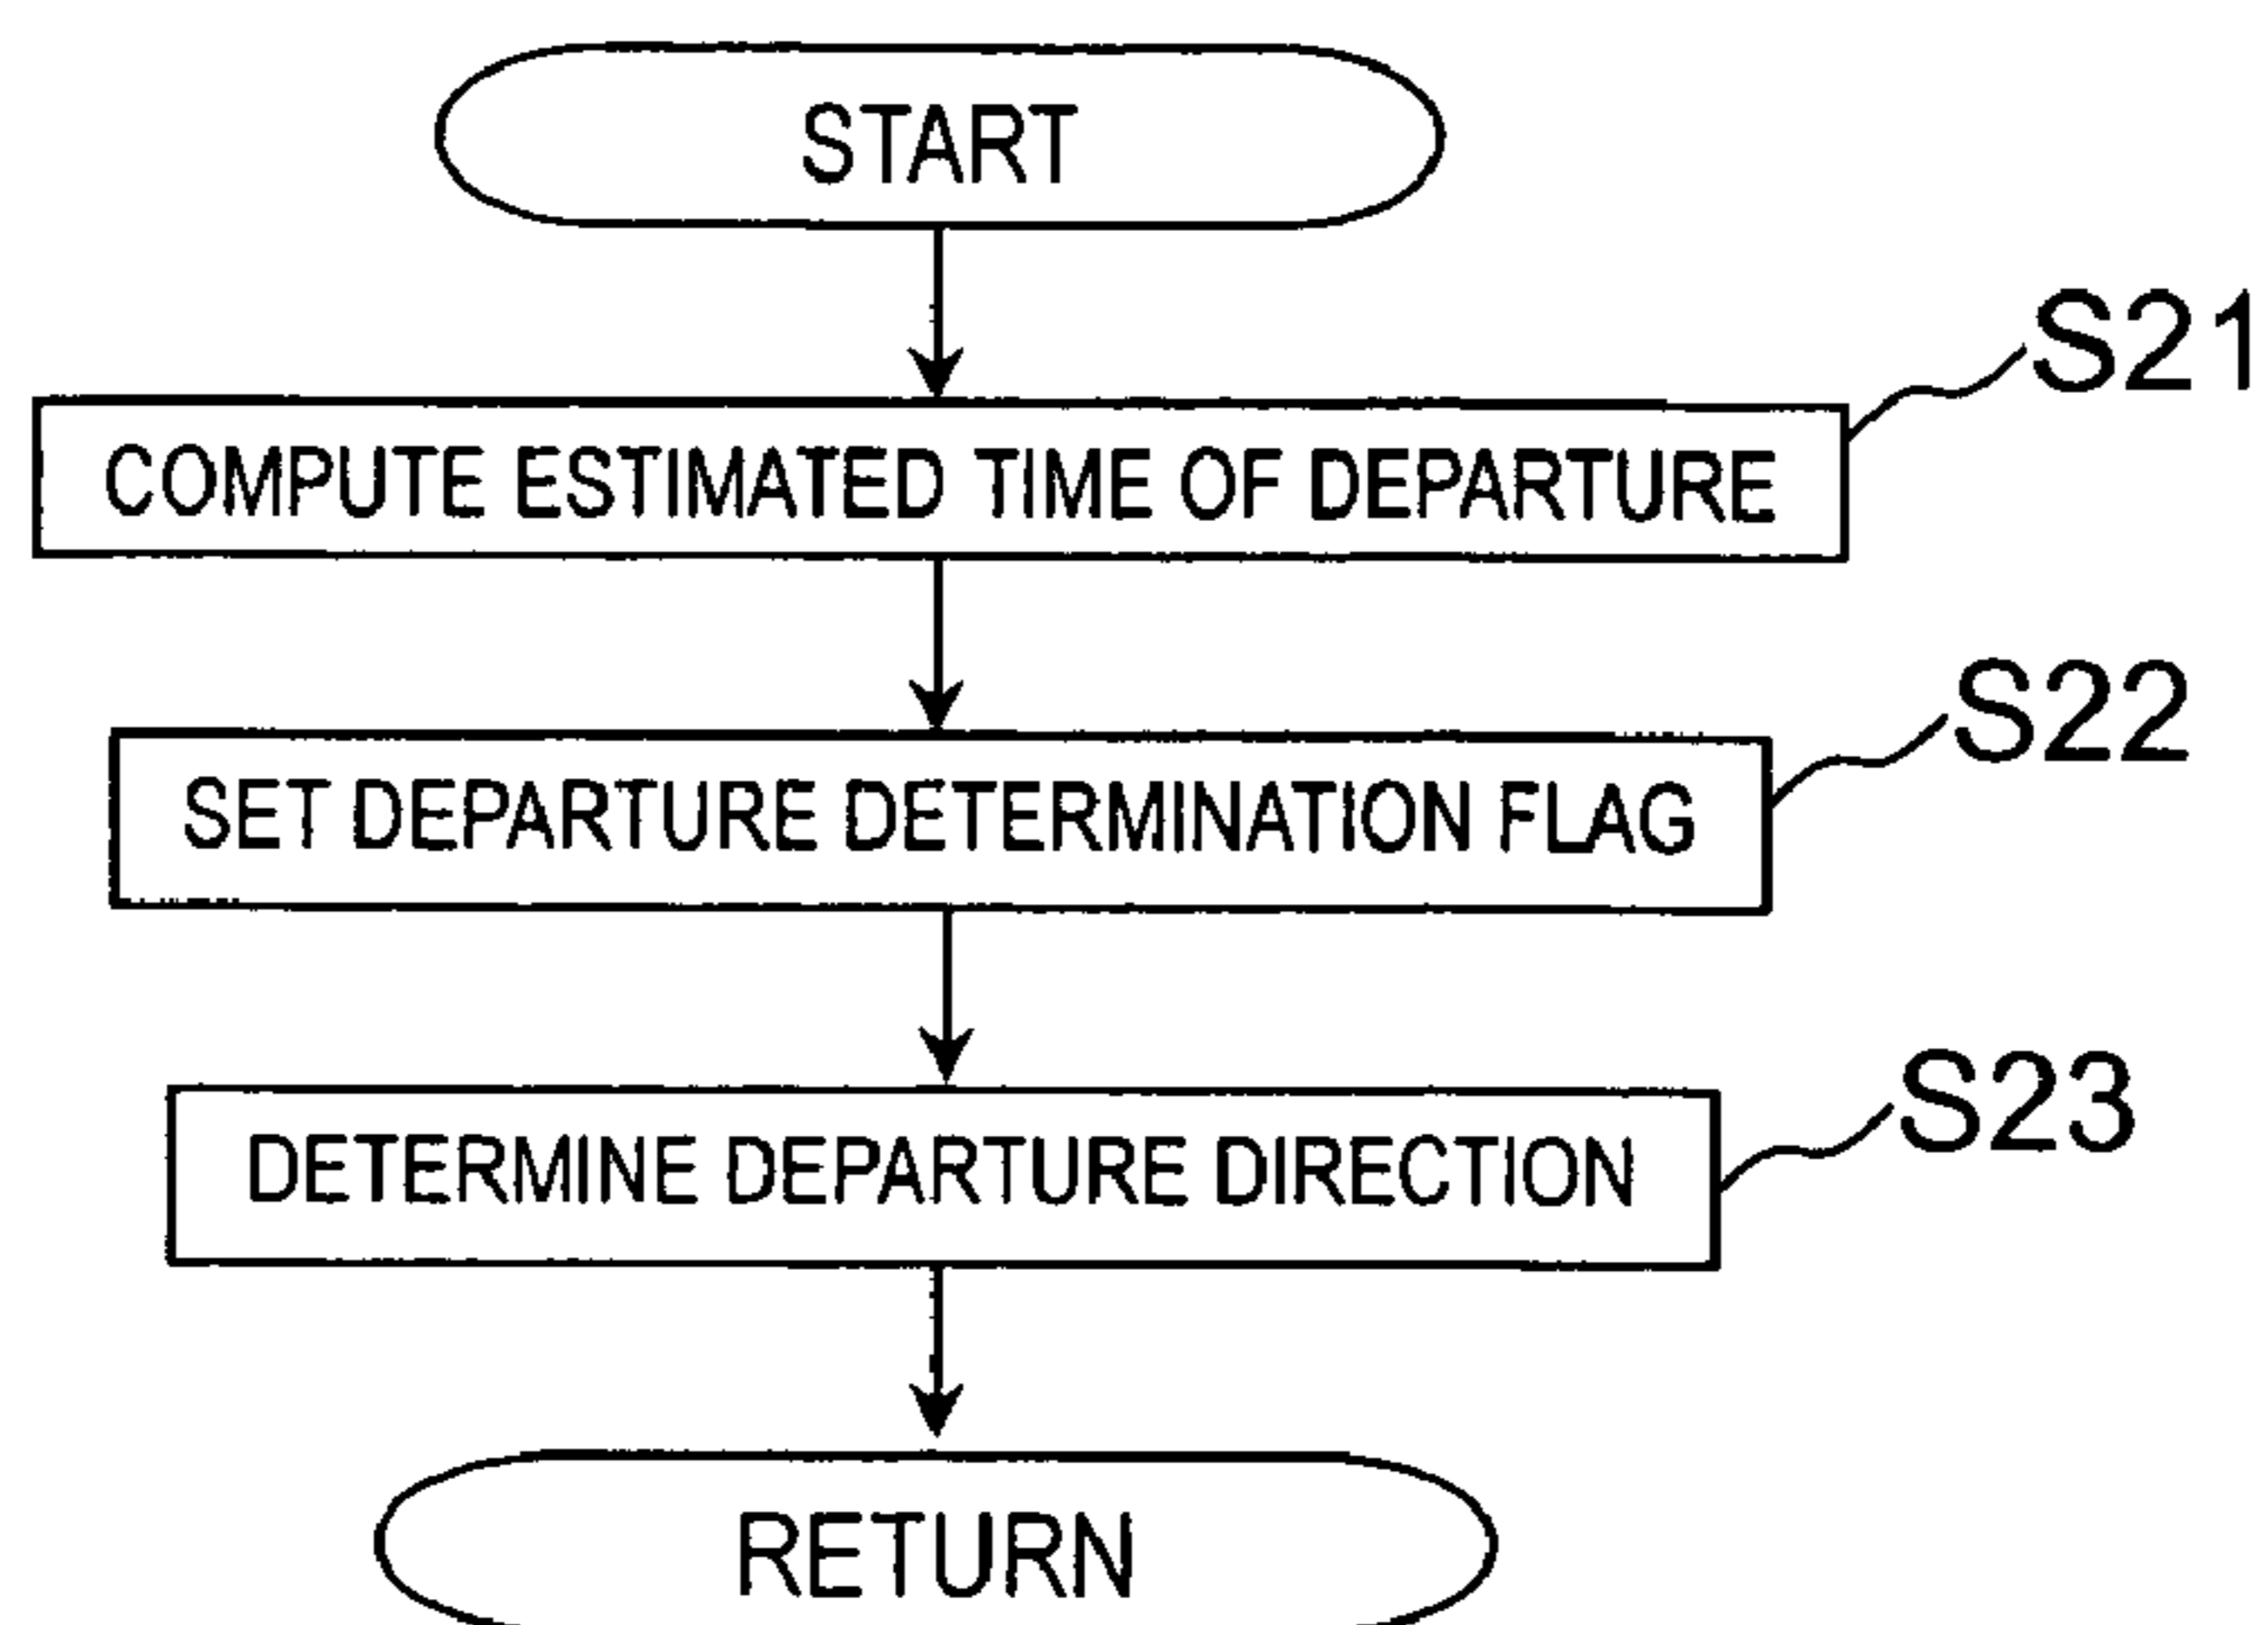 START
S21
COMPUTE ESTIMATED TIME OF DEPARTURE
S22
SET DEPARTURE DETERMINATION FLAG
S23
DETERMINE DEPARTURE DIRECTION
RETURN